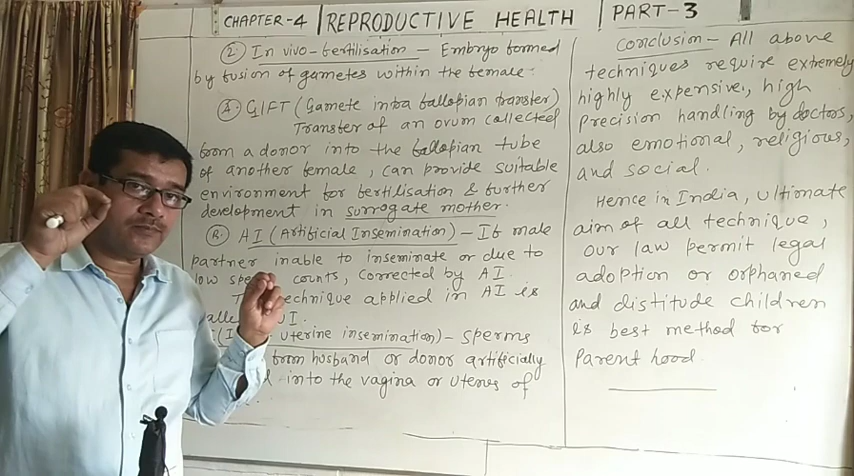 CHAPTER-4 | REPRODUCTIVE HEALTH | PART-3
② In vivo-fertilisation - Embryo formed
by fusion of gametes within the female.
Ⓐ GIFT (Gamete intra fallopian transfer)
Transfer of an ovum collected
from a donor into the fallopian tube
of another female, can provide suitable
environment for fertilisation & further
development in surrogate mother.
Ⓑ AI (Artificial Insemination) - If male
partner inable to inseminate or due to
low counts, corrected by AI.
technique applied in AI is
uterine insemination) - sperms
from husband or donor artificially
into the vagina or uterus of
Conclusion - All above
techniques require extremely
highly expensive, high
precision handling by doctors,
also emotional, religious,
and social.
Hence in India, ultimate
aim of all technique,
our law permit legal
adoption or orphaned
and distitude children
is best method for
Parent hood.